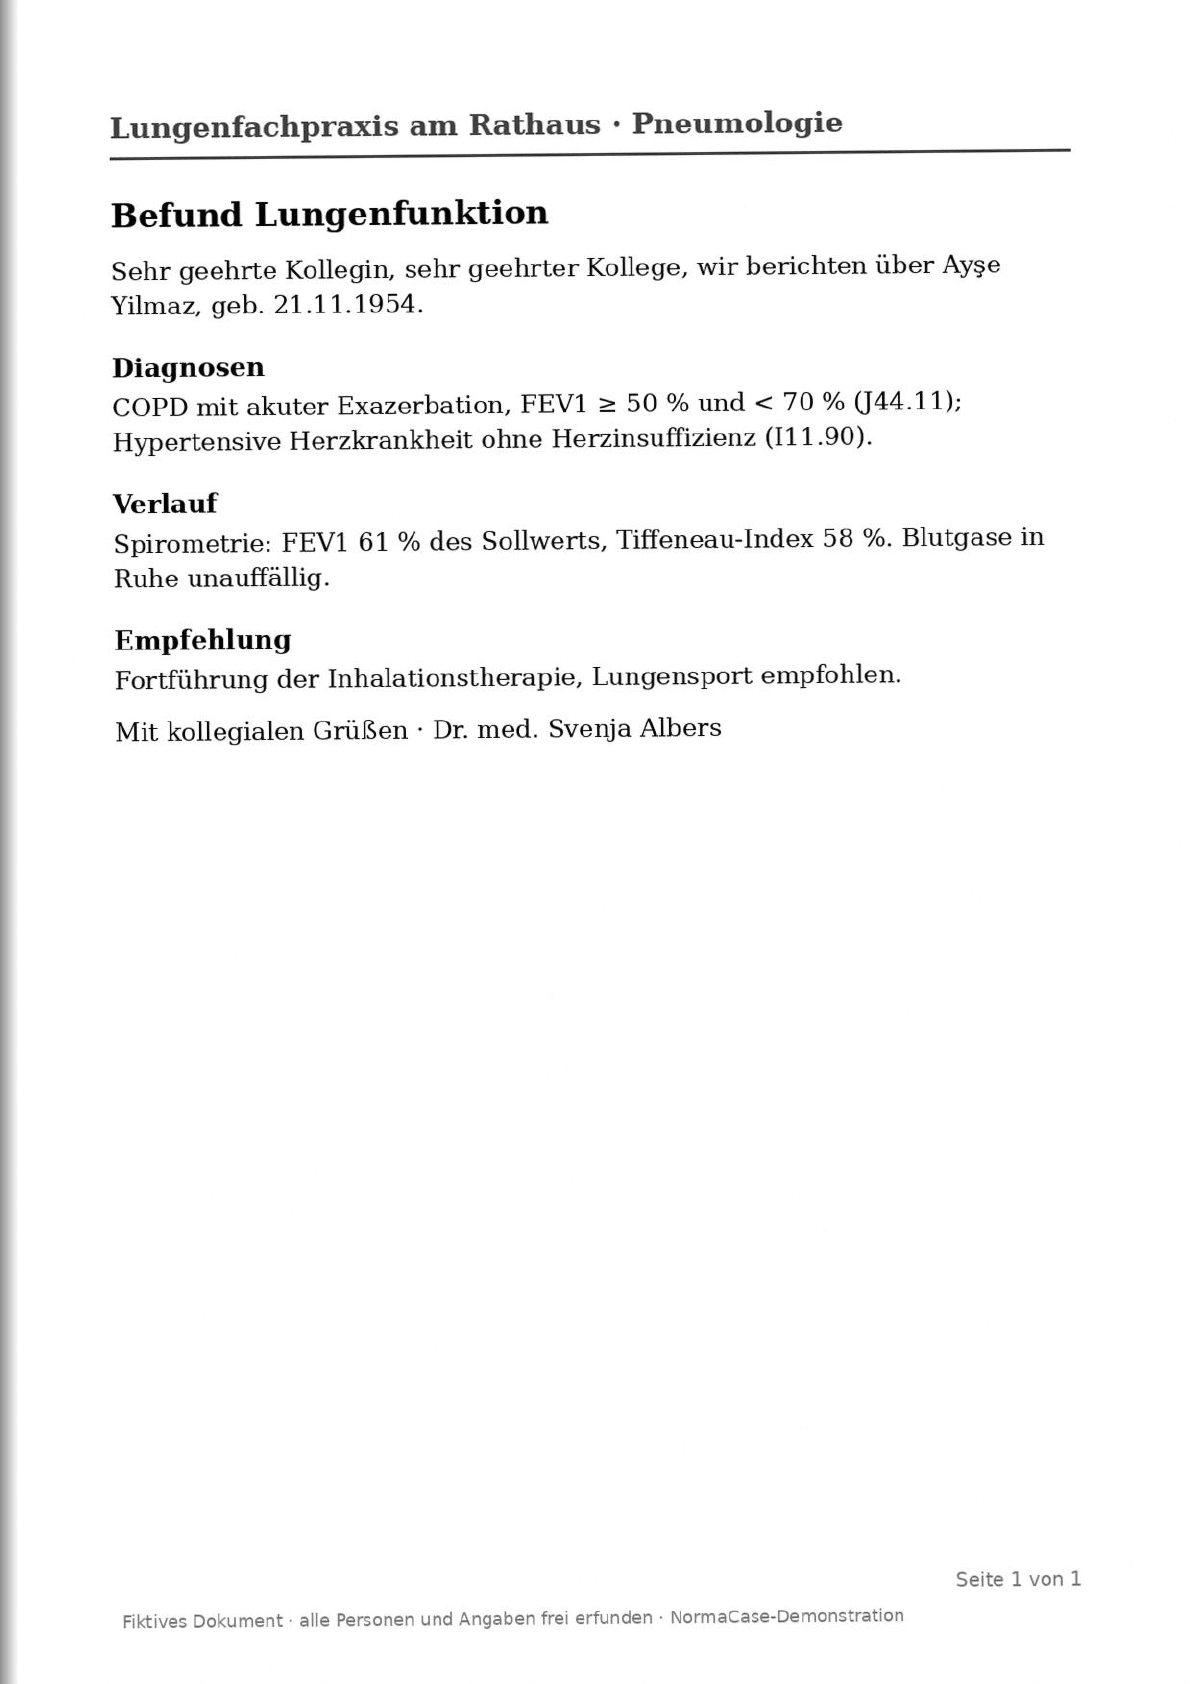 Lungenfachpraxis am Rathaus · Pneumologie
Befund Lungenfunktion
Sehr geehrte Kollegin, sehr geehrter Kollege, wir berichten über Ayşe
Yilmaz, geb. 21.11.1954.
Diagnosen
COPD mit akuter Exazerbation, FEV1 ≥ 50 % und < 70 % (J44.11);
Hypertensive Herzkrankheit ohne Herzinsuffizienz (I11.90).
Verlauf
Spirometrie: FEV1 61 % des Sollwerts, Tiffeneau-Index 58 %. Blutgase in
Ruhe unauffällig.
Empfehlung
Fortführung der Inhalationstherapie, Lungensport empfohlen.
Mit kollegialen Grüßen · Dr. med. Svenja Albers
Seite 1 von 1
Fiktives Dokument · alle Personen und Angaben frei erfunden · NormaCase-Demonstration